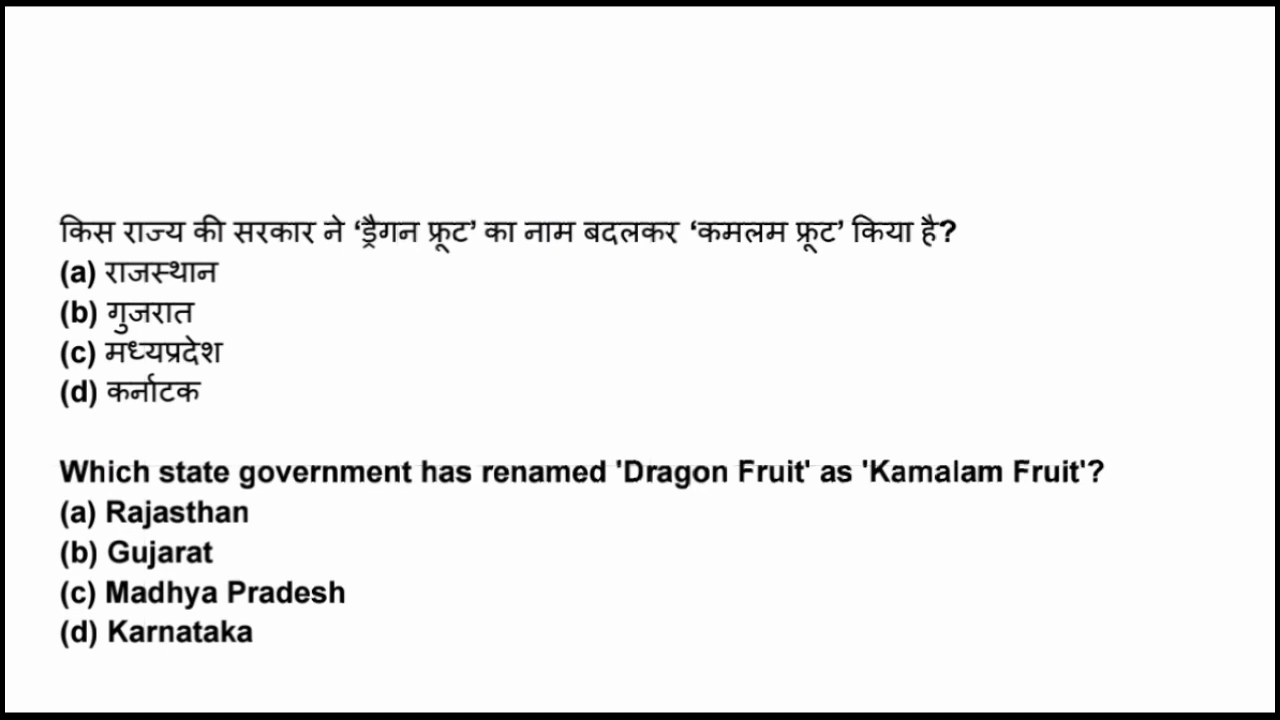 किस राज्य की सरकार ने ‘ड्रैगन फ्रूट’ का नाम बदलकर ‘कमलम फ्रूट’ किया है?
(a) राजस्थान
(b) गुजरात
(c) मध्यप्रदेश
(d) कर्नाटक
Which state government has renamed 'Dragon Fruit' as 'Kamalam Fruit'?
(a) Rajasthan
(b) Gujarat
(c) Madhya Pradesh
(d) Karnataka